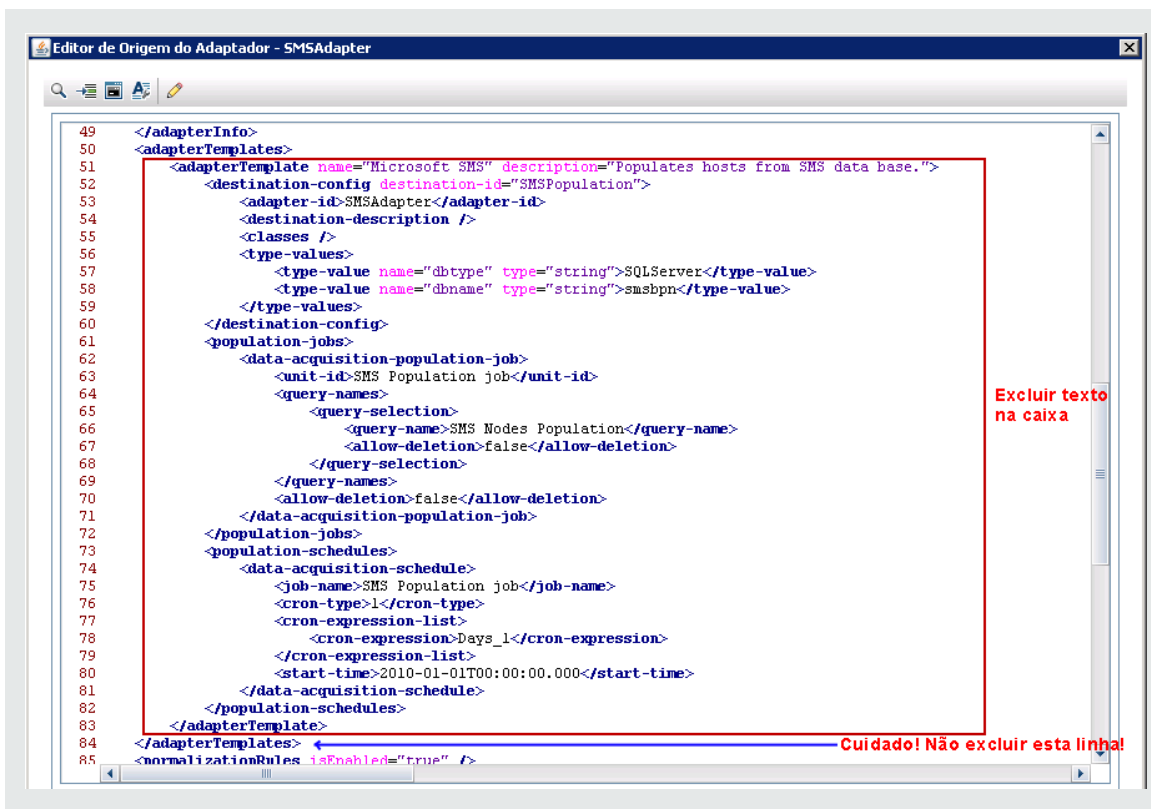 Editor de Origem do Adaptador - SMSAdapter
49 </adapterInfo>
50 <adapterTemplates>
51 <adapterTemplate name="Microsoft SMS" description="Populates hosts from SMS data base.">
52 <destination-config destination-id="SMSPopulation">
53 <adapter-id>SMSAdapter</adapter-id>
54 <destination-description />
55 <classes />
56 <type-values>
57 <type-value name="dbtype" type="string">SQLServer</type-value>
58 <type-value name="dbname" type="string">smsbpn</type-value>
59 </type-values>
60 </destination-config>
61 <population-jobs>
62 <data-acquisition-population-job>
63 <unit-id>SMS Population job</unit-id>
64 <query-names>
65 <query-selection>
66 <query-name>SMS Nodes Population</query-name>
67 <allow-deletion>false</allow-deletion>
68 </query-selection>
69 </query-names>
70 <allow-deletion>false</allow-deletion>
71 </data-acquisition-population-job>
72 </population-jobs>
73 <population-schedules>
74 <data-acquisition-schedule>
75 <job-name>SMS Population job</job-name>
76 <cron-type>1</cron-type>
77 <cron-expression-list>
78 <cron-expression>Days_1</cron-expression>
79 </cron-expression-list>
80 <start-time>2010-01-01T00:00:00.000</start-time>
81 </data-acquisition-schedule>
82 </population-schedules>
83 </adapterTemplate>
84 </adapterTemplates>
85 <normalizationRules isEnabled="true" />
Excluir texto
na caixa
Cuidado! Não excluir esta linha!